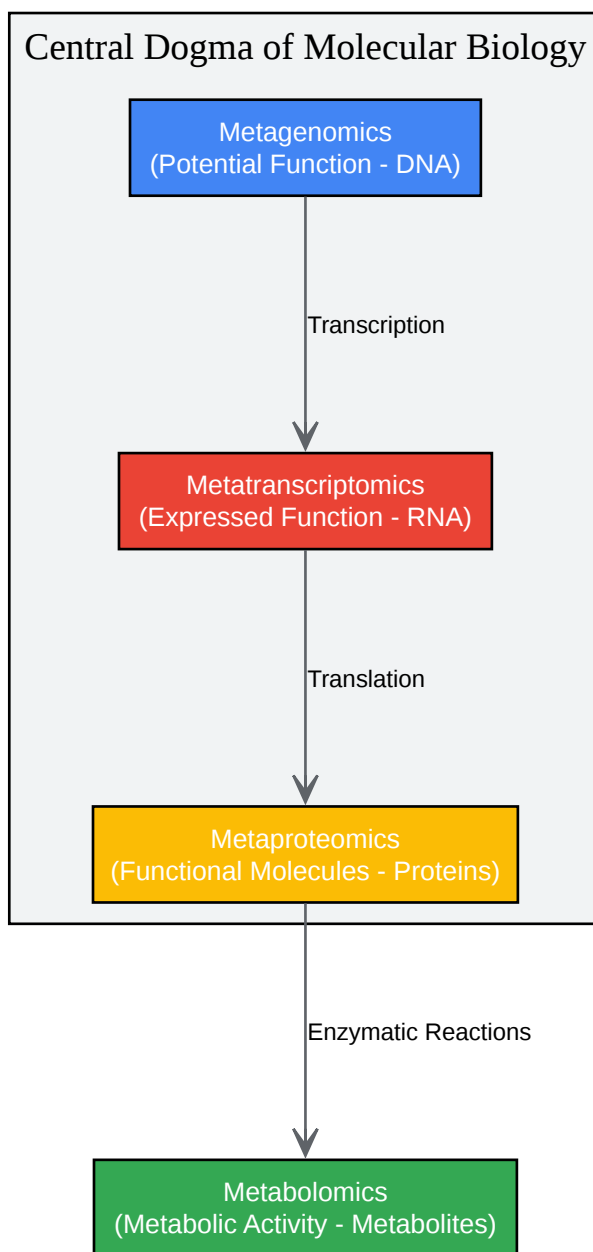 Central Dogma of Molecular Biology
Metagenomics
(Potential Function - DNA)
Transcription
Metatranscriptomics
(Expressed Function - RNA)
Translation
Metaproteomics
(Functional Molecules - Proteins)
Enzymatic Reactions
Metabolomics
(Metabolic Activity - Metabolites)